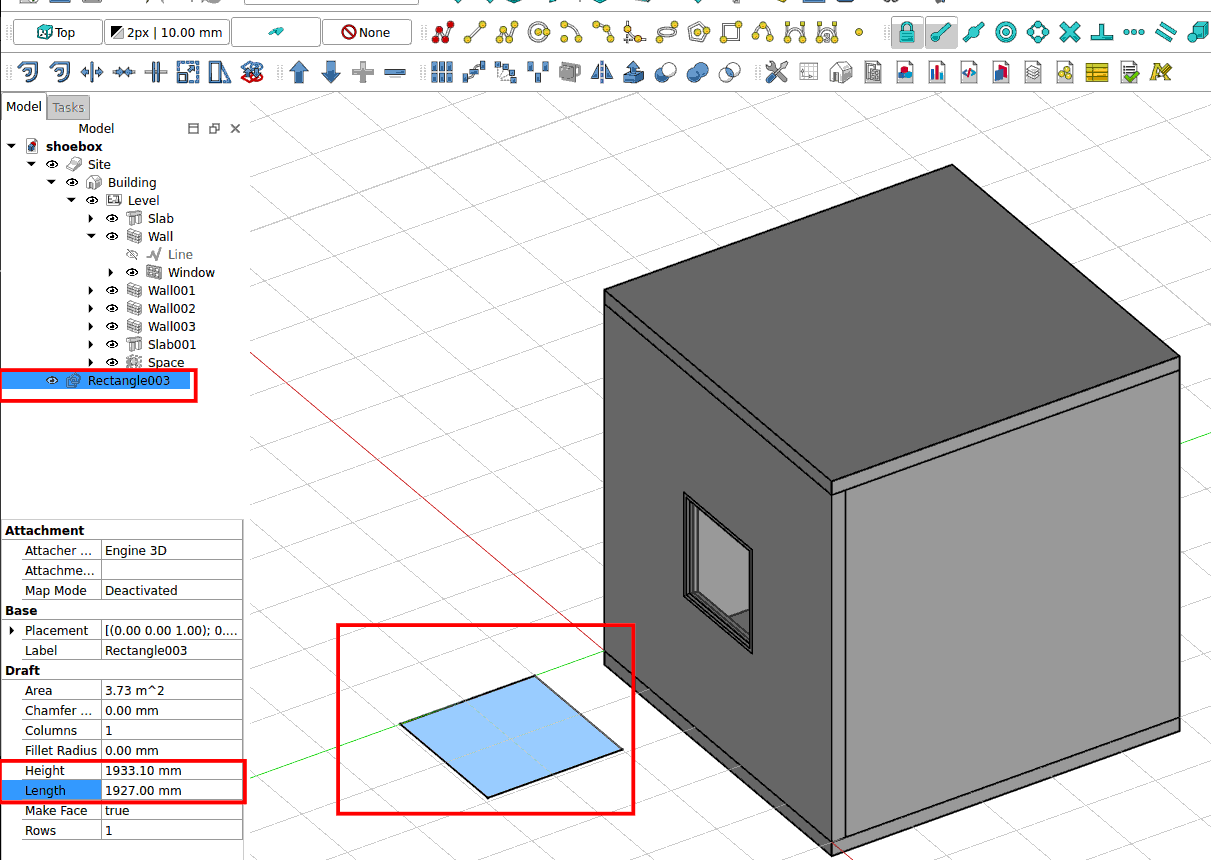 Top
2px | 10.00 mm
None
Model
Tasks
Model
shoebox
Site
Building
Level
Slab
Wall
Line
Window
Wall001
Wall002
Wall003
Slab001
Space
Rectangle003
Attachment
Attacher ... Engine 3D
Attachme...
Map Mode Deactivated
Base
Placement [(0.00 0.00 1.00); 0....
Label Rectangle003
Draft
Area 3.73 m^2
Chamfer ... 0.00 mm
Columns 1
Fillet Radius 0.00 mm
Height 1933.10 mm
Length 1927.00 mm
Make Face true
Rows 1